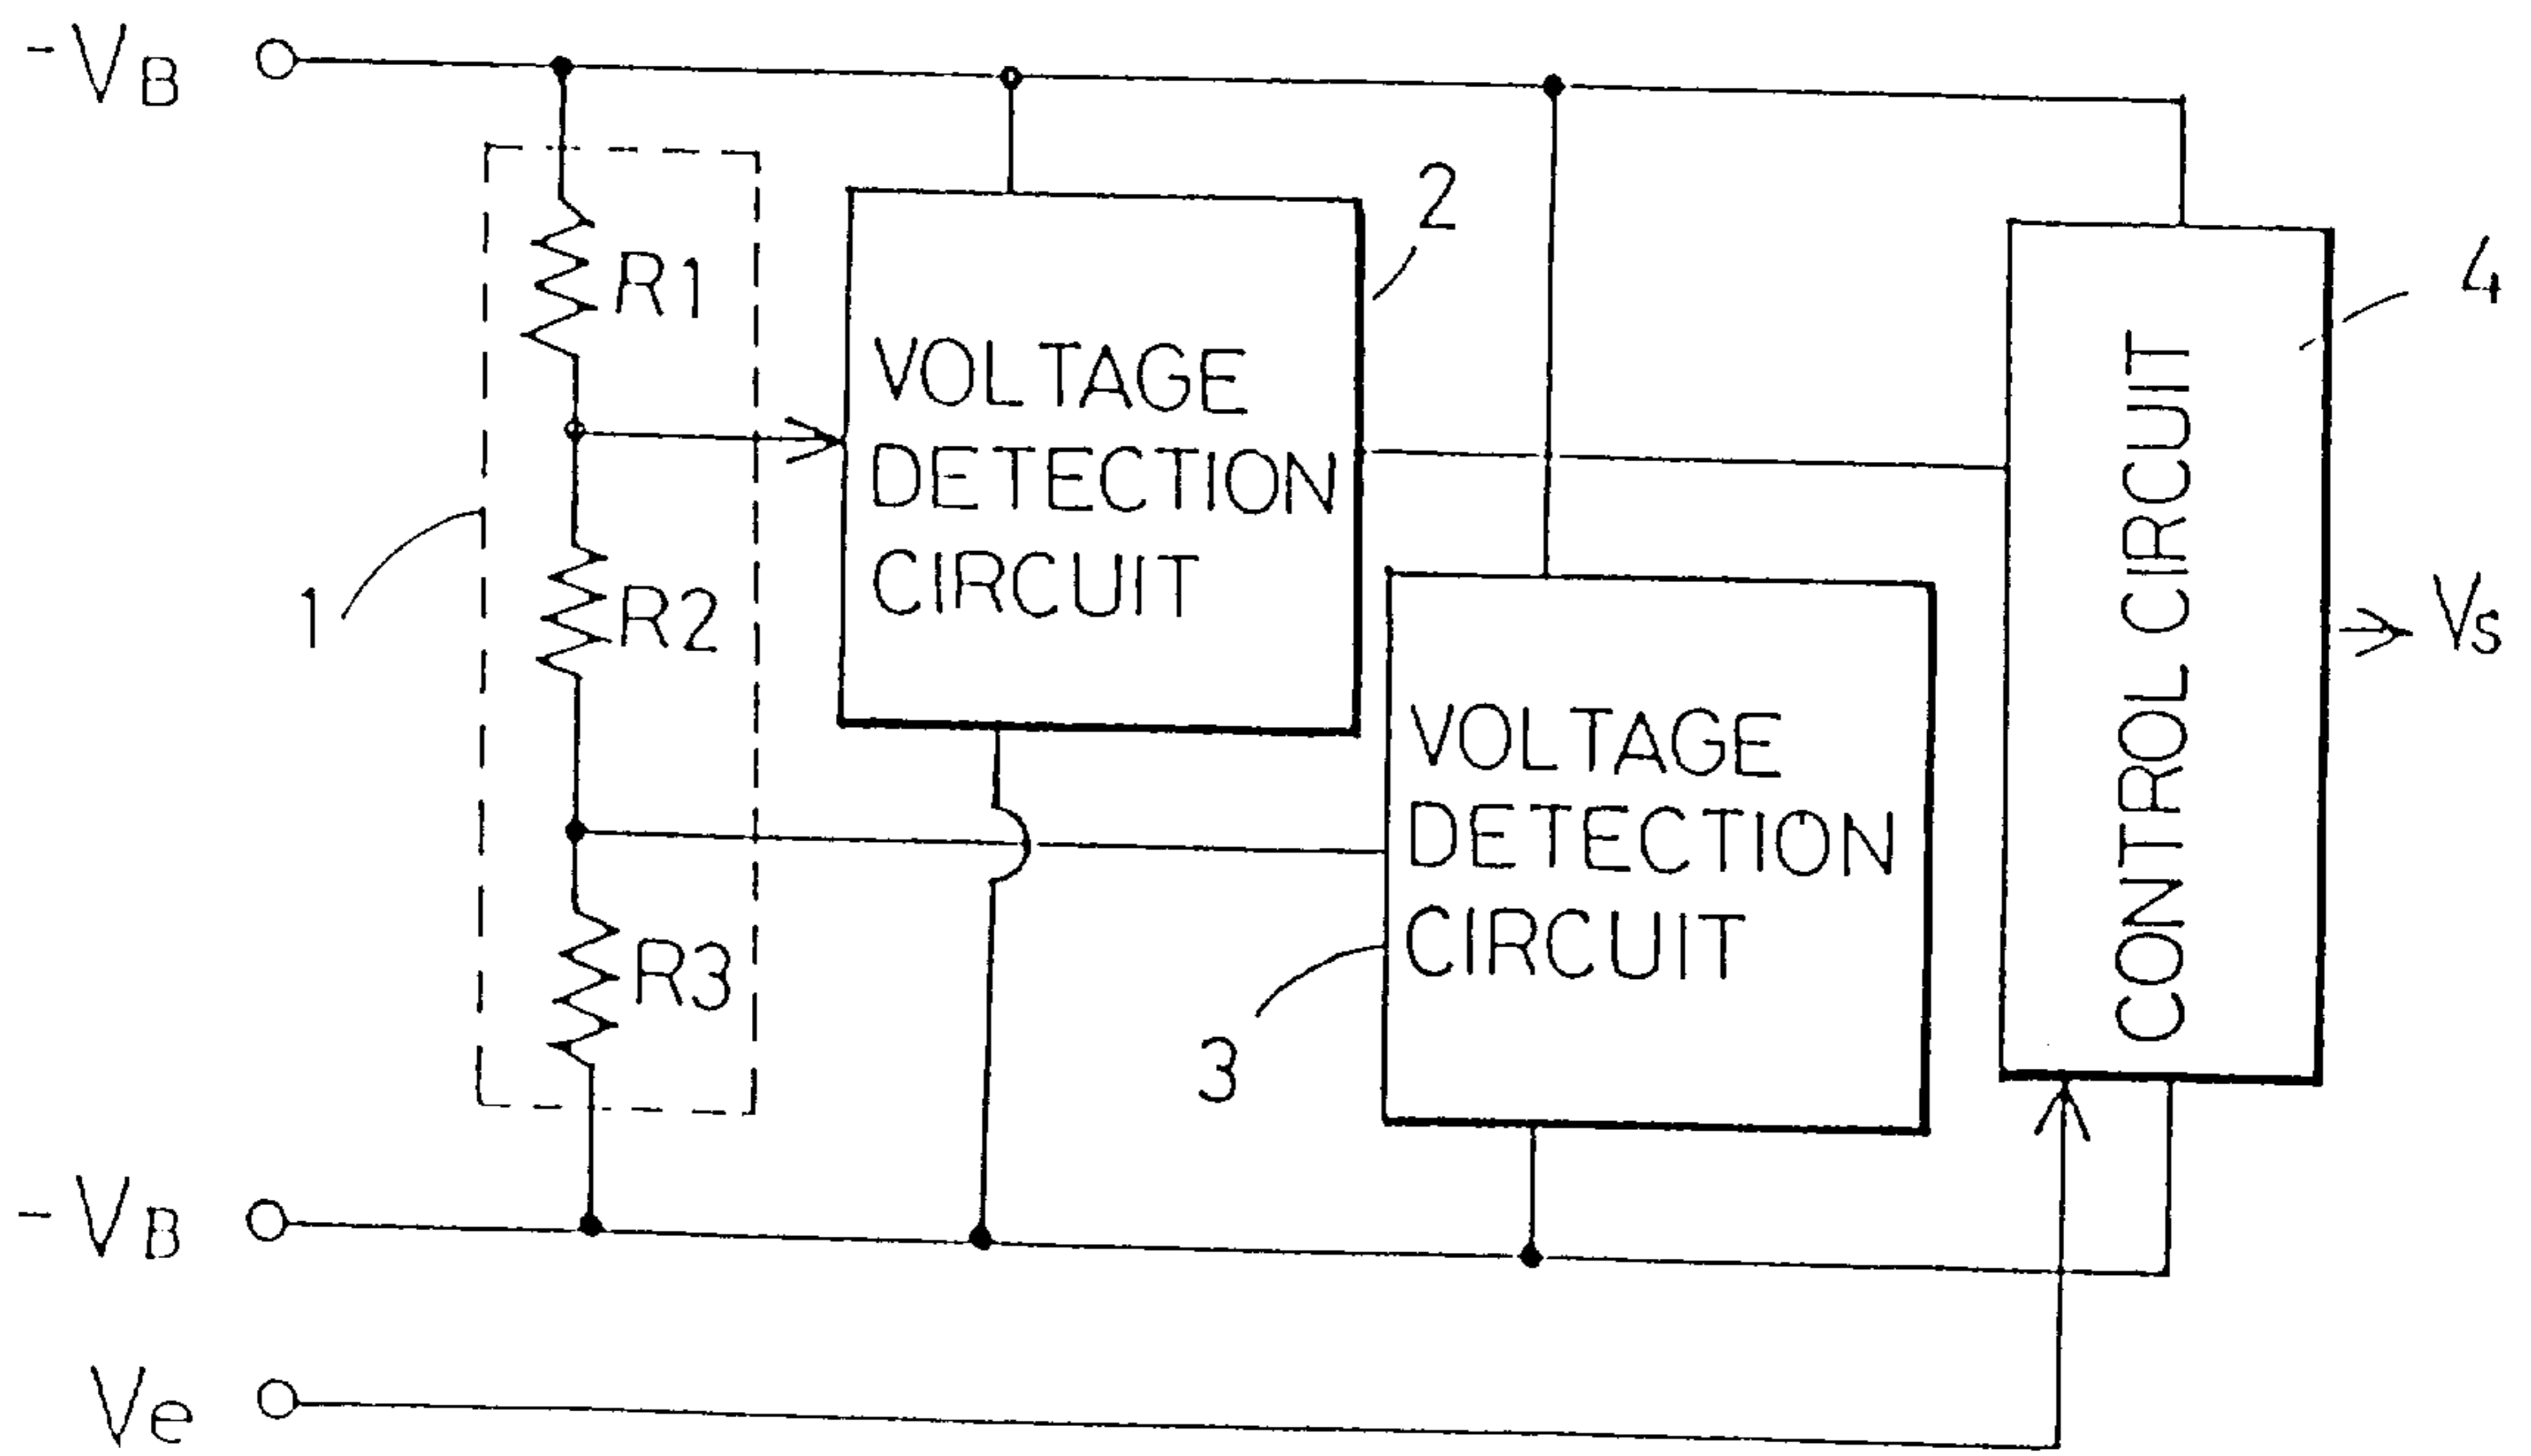 -VB
R1
2
4
VOLTAGE
DETECTION
CIRCUIT
CONTROL CIRCUIT
1
R2
Vs
VOLTAGE
DETECTION
CIRCUIT
R3
3
-VB
Ve